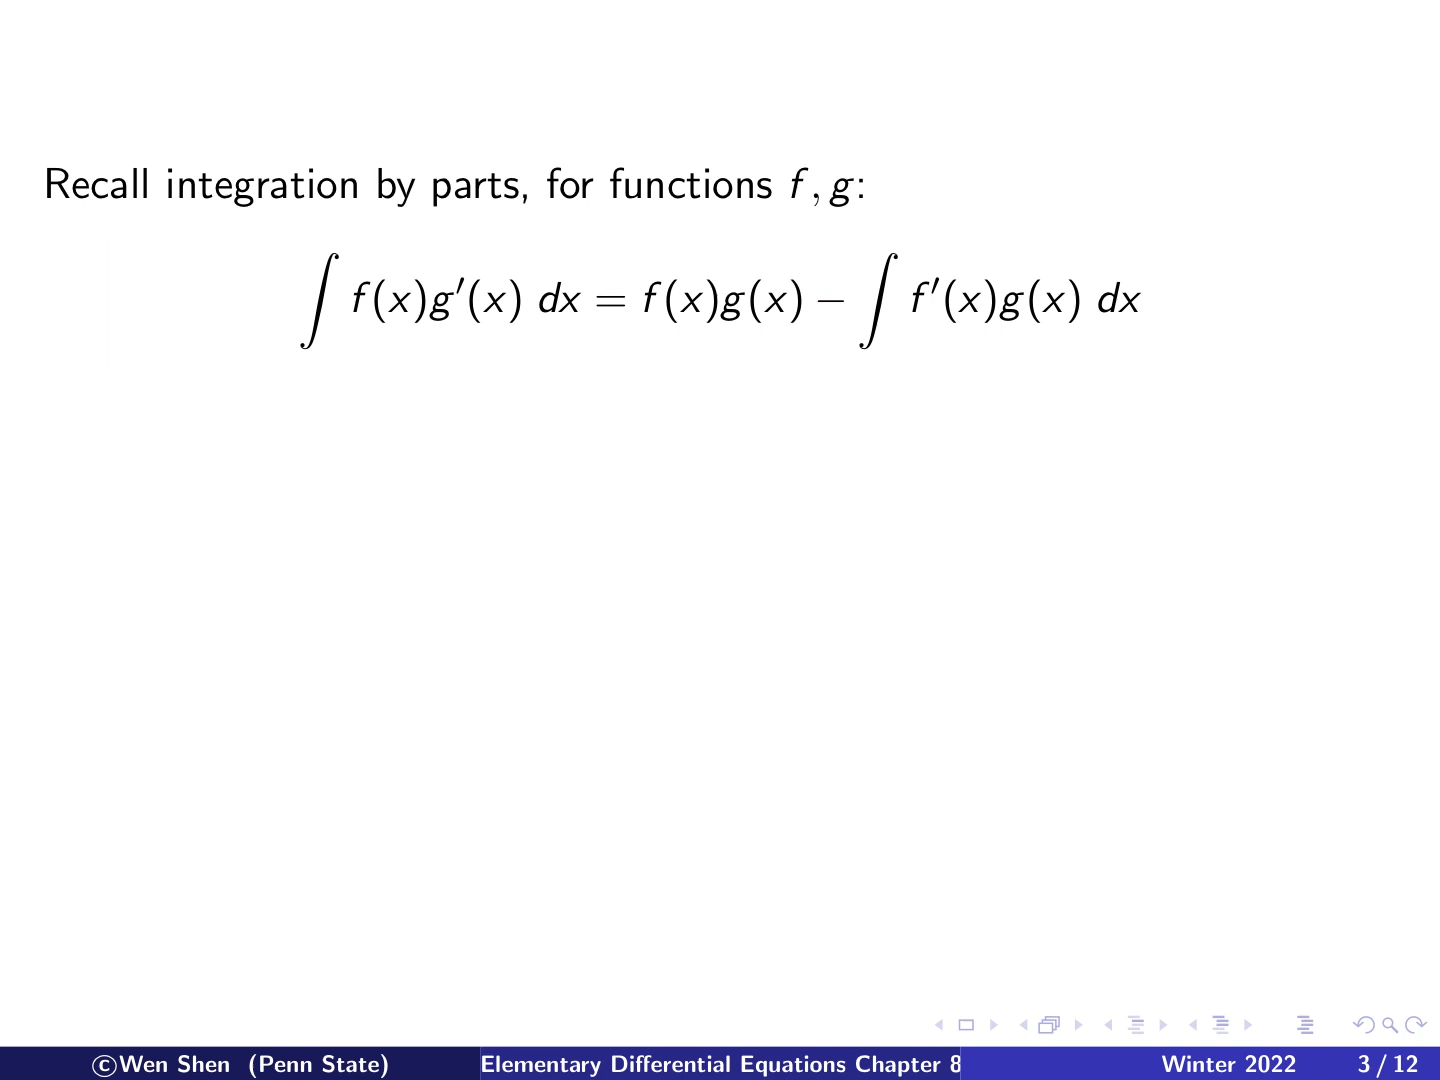 Recall integration by parts, for functions f, g:
∫ f(x)g′(x) dx = f(x)g(x) − ∫ f′(x)g(x) dx
©Wen Shen (Penn State) Elementary Differential Equations Chapter 8 Winter 2022 3 / 12